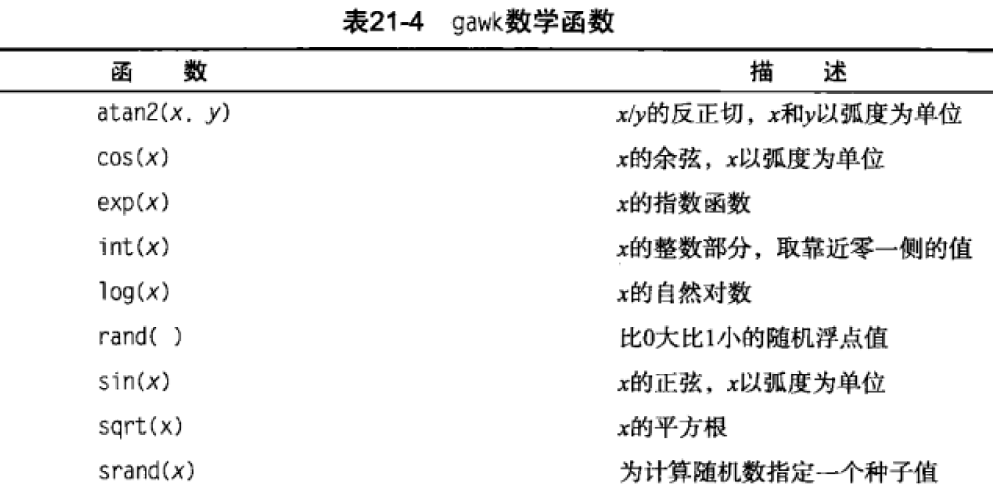 表21-4 gawk数学函数
函 数 描 述
atan2(x, y) x/y的反正切，x和y以弧度为单位
cos(x) x的余弦，x以弧度为单位
exp(x) x的指数函数
int(x) x的整数部分，取靠近零一侧的值
log(x) x的自然对数
rand( ) 比0大比1小的随机浮点值
sin(x) x的正弦，x以弧度为单位
sqrt(x) x的平方根
srand(x) 为计算随机数指定一个种子值